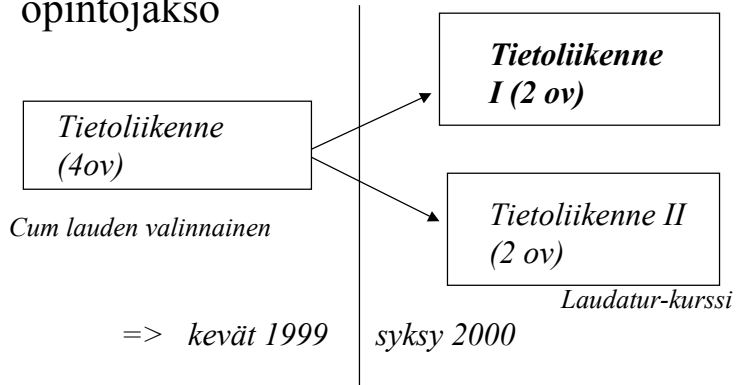 opintojakso
Tietoliikenne
(4ov)
Cum lauden valinnainen
Tietoliikenne
I (2 ov)
Tietoliikenne II
(2 ov)
Laudatur-kurssi
=> kevät 1999
syksy 2000